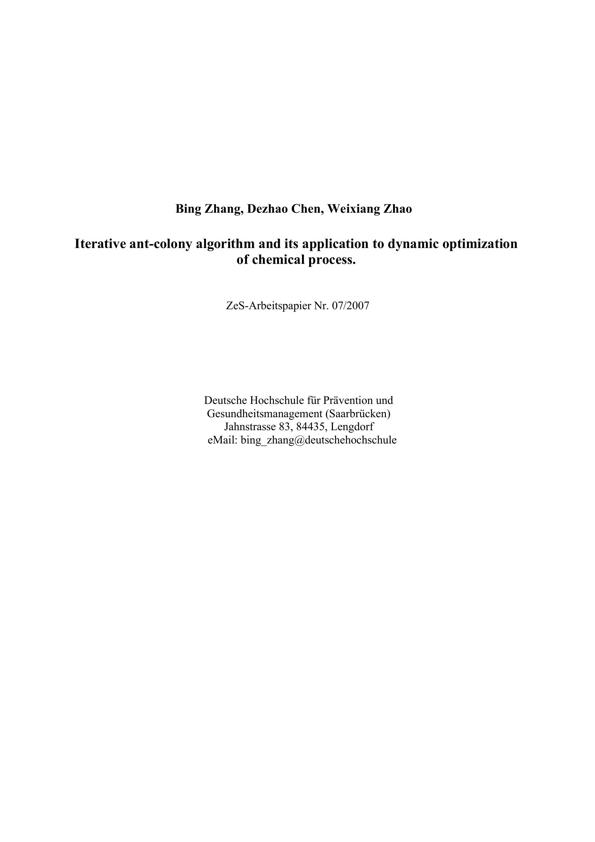 Bing Zhang, Dezhao Chen, Weixiang Zhao
Iterative ant-colony algorithm and its application to dynamic optimization
of chemical process.
ZeS-Arbeitspapier Nr. 07/2007
Deutsche Hochschule für Prävention und
Gesundheitsmanagement (Saarbrücken)
Jahnstrasse 83, 84435, Lengdorf
eMail: bing_zhang@deutschehochschule